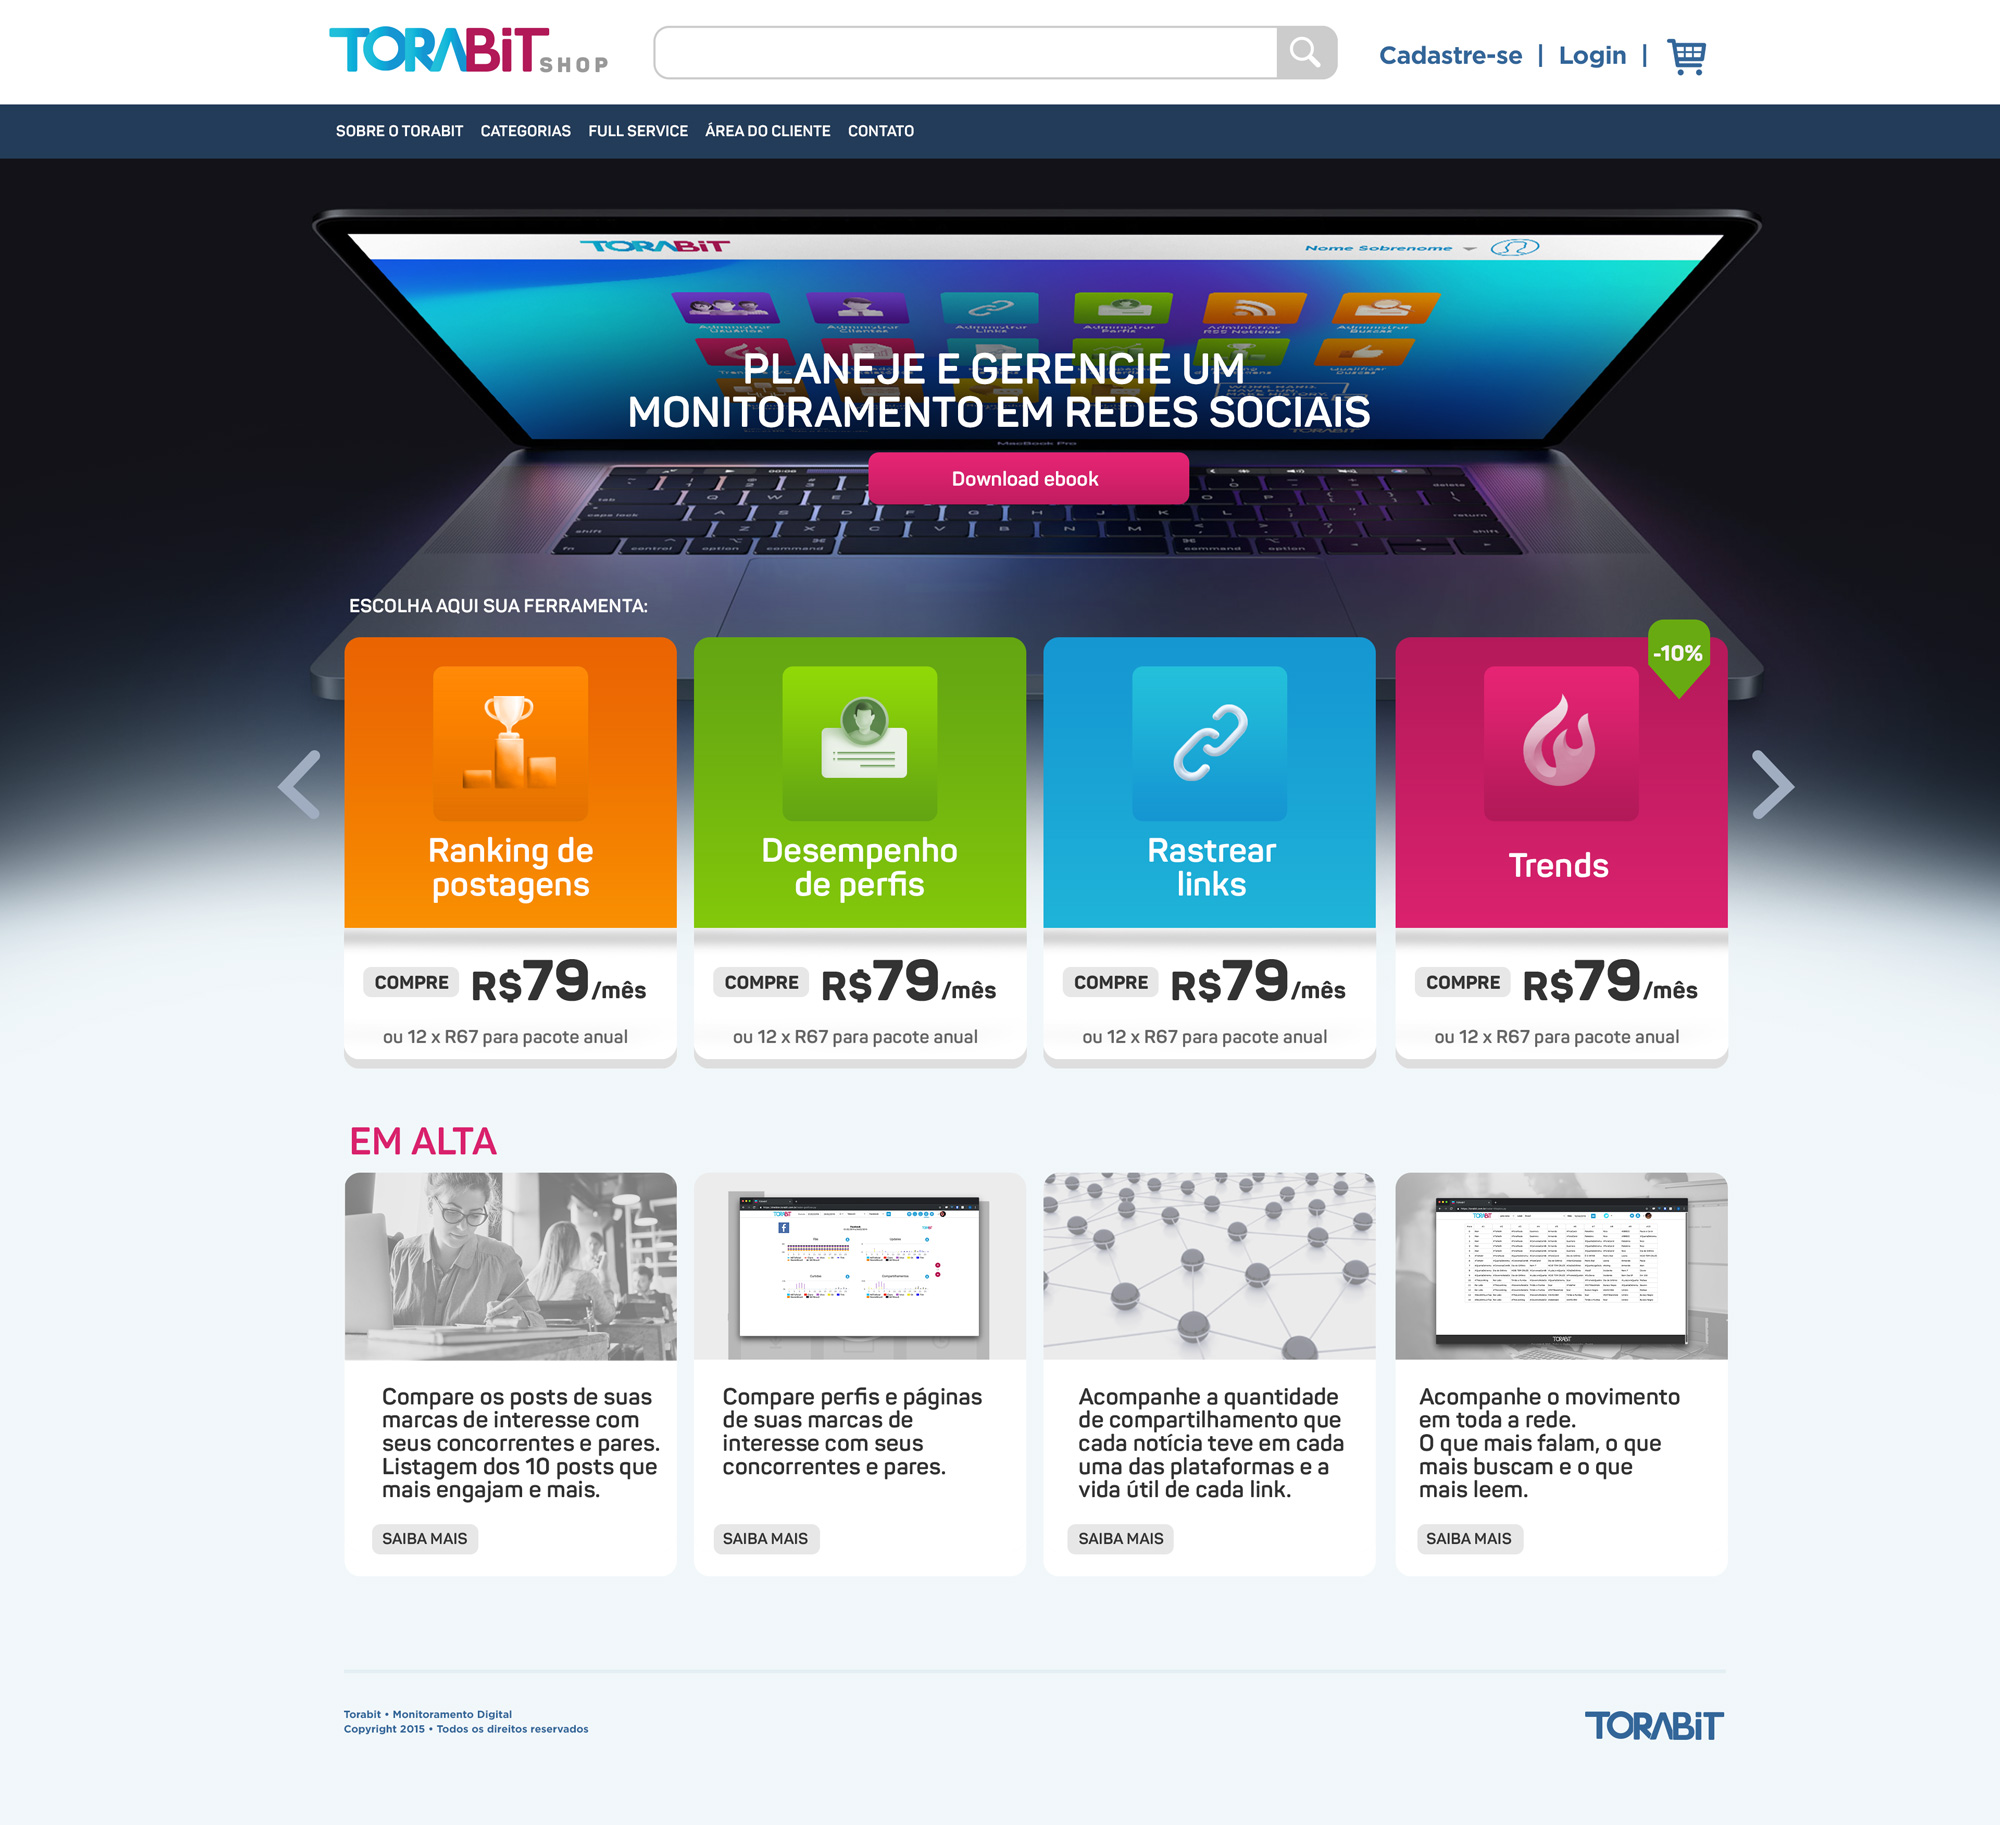 TORABiT SHOP
Cadastre-se | Login |
SOBRE O TORABIT CATEGORIAS FULL SERVICE ÁREA DO CLIENTE CONTATO
TORABiT
Nome Sobrenome
PLANEJE E GERENCIE UM
MONITORAMENTO EM REDES SOCIAIS
MacBook Pro
Download ebook
ESCOLHA AQUI SUA FERRAMENTA:
-10%
Ranking de
postagens
Desempenho
de perfis
Rastrear
links
Trends
COMPRE R$79/mês
ou 12 x R67 para pacote anual
COMPRE R$79/mês
ou 12 x R67 para pacote anual
COMPRE R$79/mês
ou 12 x R67 para pacote anual
COMPRE R$79/mês
ou 12 x R67 para pacote anual
EM ALTA
Compare os posts de suas
marcas de interesse com
seus concorrentes e pares.
Listagem dos 10 posts que
mais engajam e mais.
SAIBA MAIS
Compare perfis e páginas
de suas marcas de
interesse com seus
concorrentes e pares.
SAIBA MAIS
Acompanhe a quantidade
de compartilhamento que
cada notícia teve em cada
uma das plataformas e a
vida útil de cada link.
SAIBA MAIS
Acompanhe o movimento
em toda a rede.
O que mais falam, o que
mais buscam e o que
mais leem.
SAIBA MAIS
Torabit • Monitoramento Digital
Copyright 2015 • Todos os direitos reservados
TORABiT